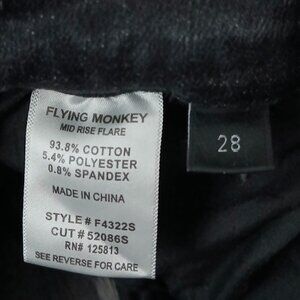 FLYING MONKEY
MID RISE FLARE
93.8% COTTON
5.4% POLYESTER
0.8% SPANDEX
MADE IN CHINA
STYLE # F4322S
CUT # 52086S
RN# 125813
SEE REVERSE FOR CARE
28